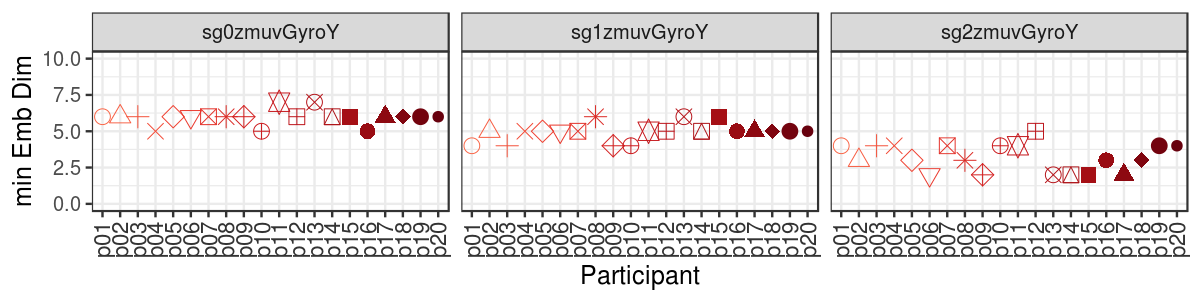 sg0zmuvGyroY sg1zmuvGyroY sg2zmuvGyroY
min Emb Dim
10.0
7.5
5.0
2.5
0.0
p01 p02 p03 p04 p05 p06 p07 p08 p09 p10 p11 p12 p13 p14 p15 p16 p17 p18 p19 p20
p01 p02 p03 p04 p05 p06 p07 p08 p09 p10 p11 p12 p13 p14 p15 p16 p17 p18 p19 p20
p01 p02 p03 p04 p05 p06 p07 p08 p09 p10 p11 p12 p13 p14 p15 p16 p17 p18 p19 p20
Participant